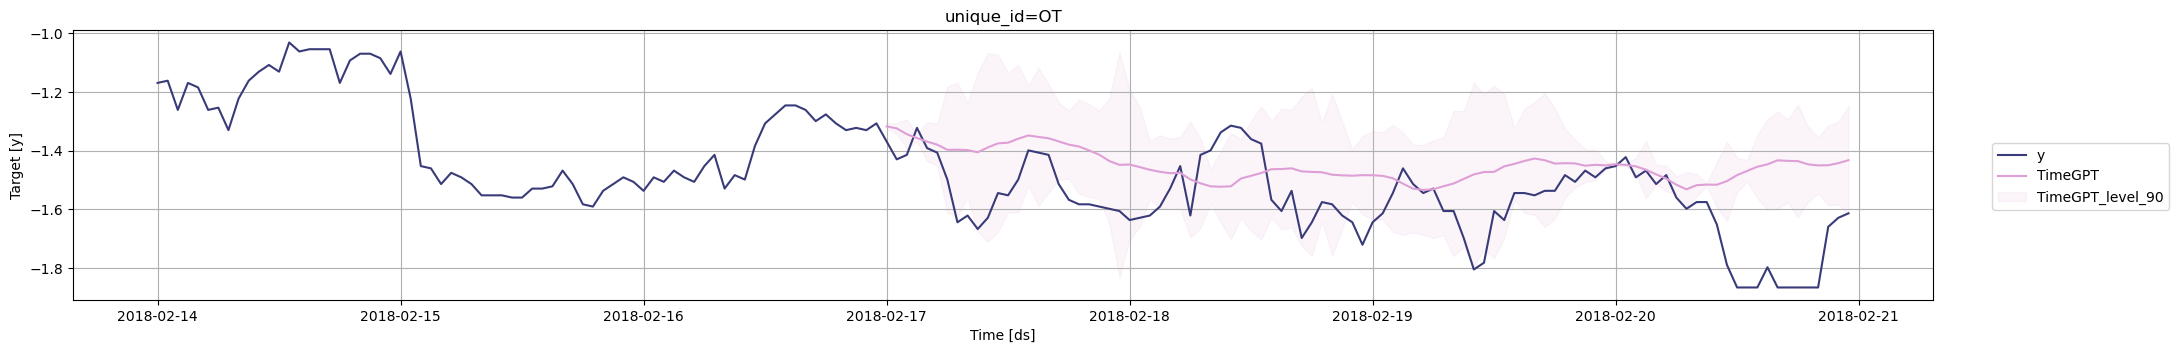 unique_id=OT
Target [y]
−1.0
−1.2
−1.4
−1.6
−1.8
2018-02-14
2018-02-15
2018-02-16
2018-02-17
2018-02-18
2018-02-19
2018-02-20
2018-02-21
Time [ds]
y
TimeGPT
TimeGPT_level_90